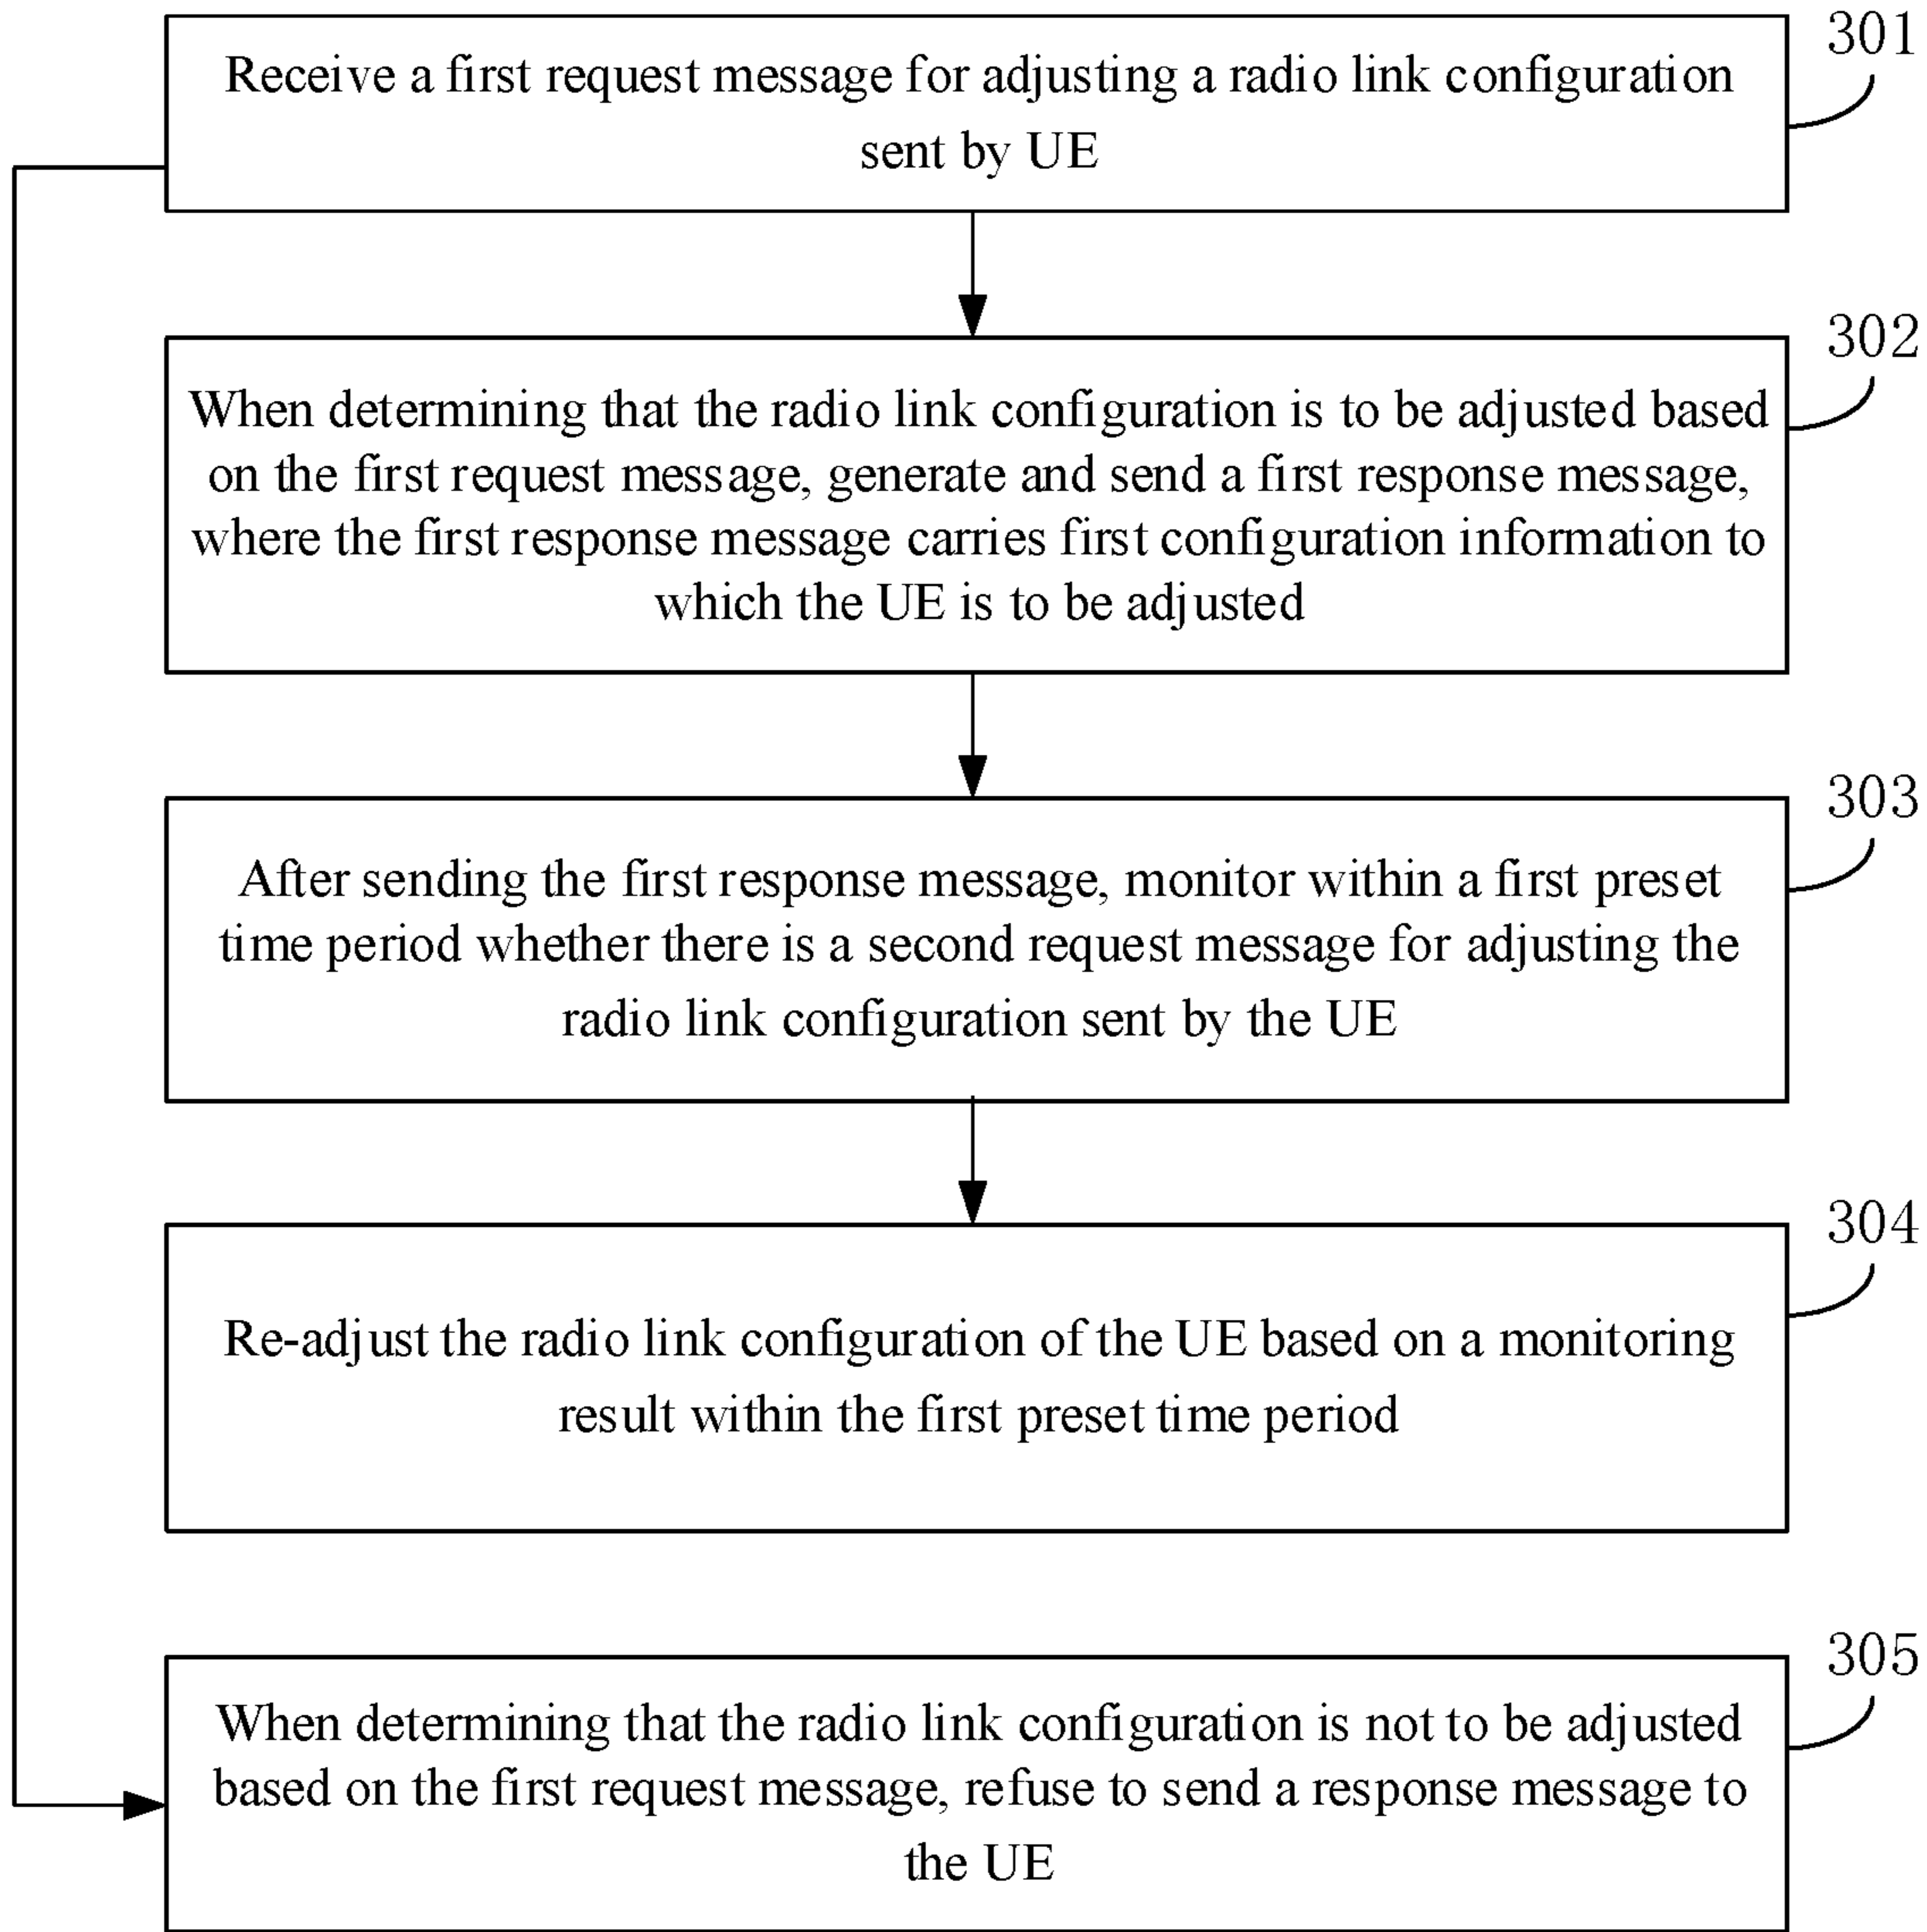 301
Receive a first request message for adjusting a radio link configuration
sent by UE
302
When determining that the radio link configuration is to be adjusted based
on the first request message, generate and send a first response message,
where the first response message carries first configuration information to
which the UE is to be adjusted
303
After sending the first response message, monitor within a first preset
time period whether there is a second request message for adjusting the
radio link configuration sent by the UE
304
Re-adjust the radio link configuration of the UE based on a monitoring
result within the first preset time period
305
When determining that the radio link configuration is not to be adjusted
based on the first request message, refuse to send a response message to
the UE